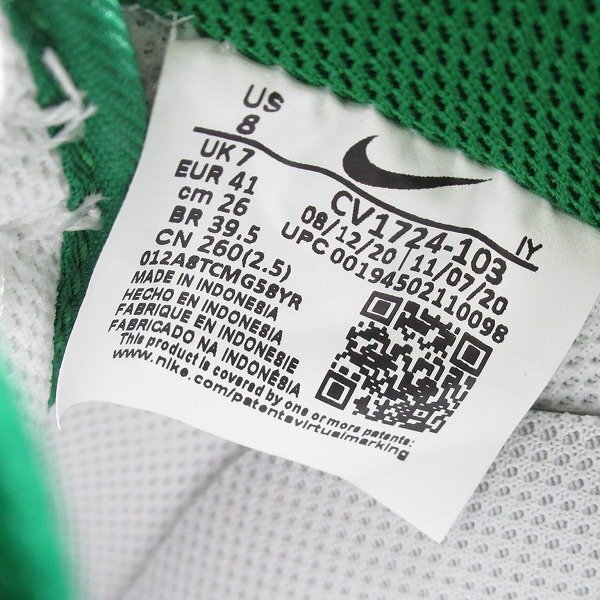 US
8
UK 7
EUR 41
cm 26
BR 39.5
CN 260(2.5)
012A8TCMG58YR
MADE IN INDONESIA
HECHO EN INDONESIA
FABRIQUE EN INDONESIE
FABRICADO NA INDONÉSIA
This product is covered by one or more patents:
www.nike.com/patentsvirtualmarking
CV1724-103
IY
08/12/20 | 11/07/20
UPC 00194502110098